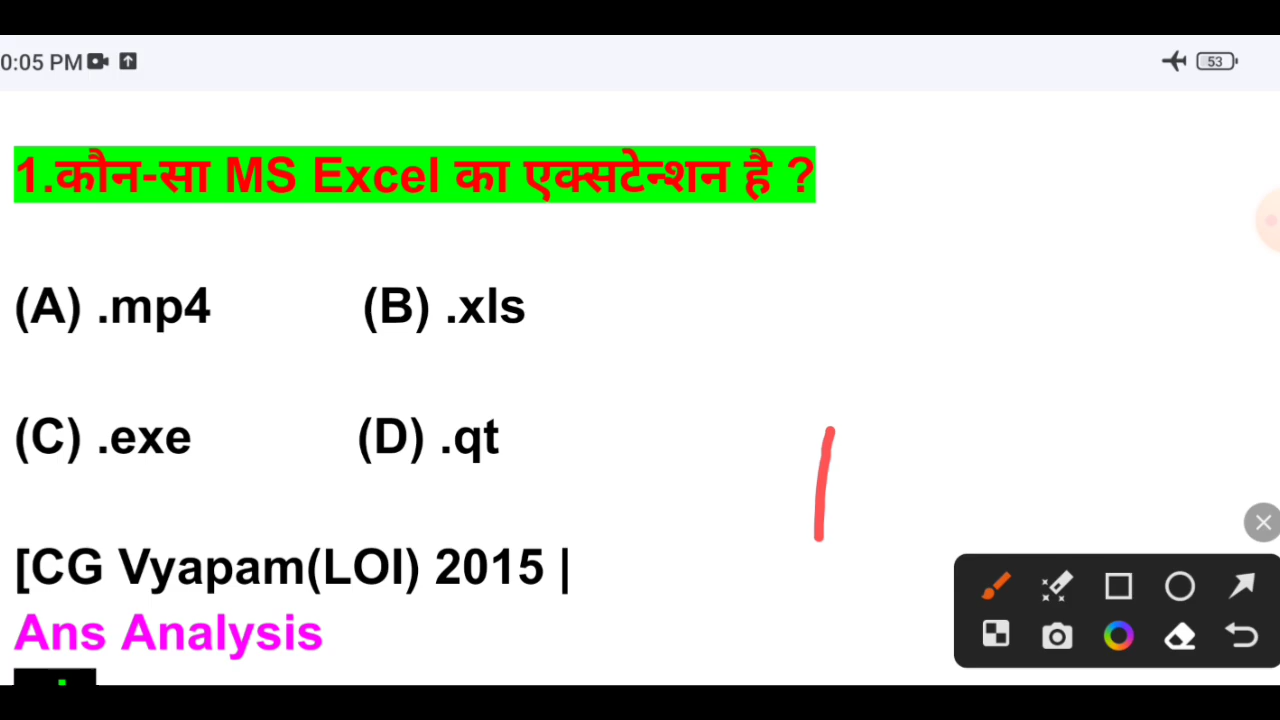 0:05 PM
53
1.कौन-सा MS Excel का एक्सटेन्शन है ?
(A) .mp4 (B) .xls
(C) .exe (D) .qt
[CG Vyapam(LOI) 2015 |
Ans Analysis